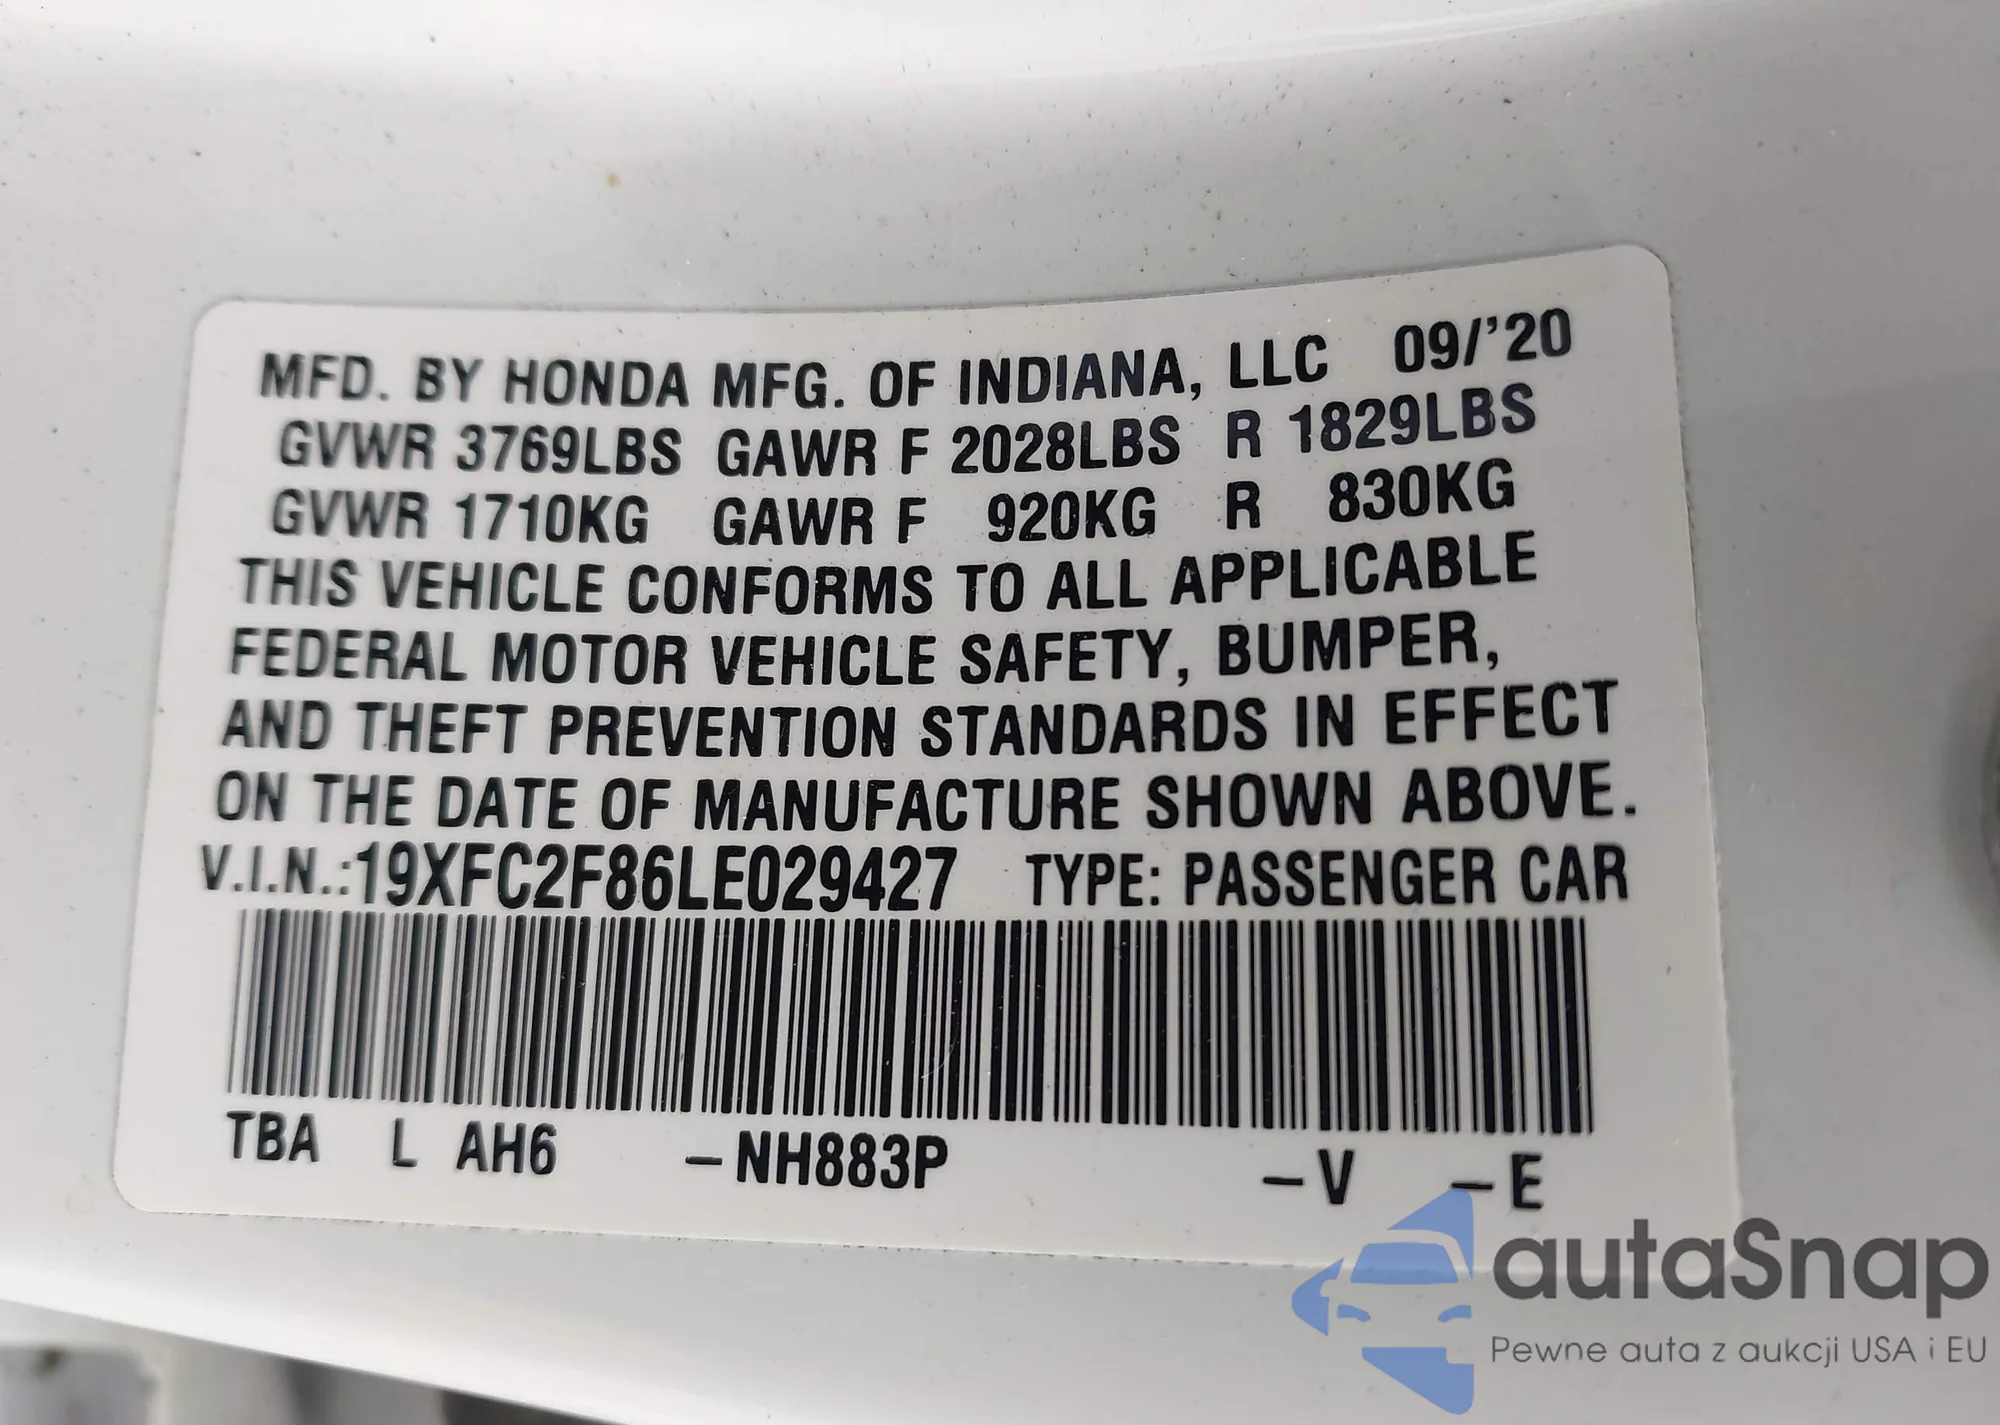 MFD. BY HONDA MFG. OF INDIANA, LLC 09/'20
GVWR 3769LBS GAWR F 2028LBS R 1829LBS
GVWR 1710KG GAWR F 920KG R 830KG
THIS VEHICLE CONFORMS TO ALL APPLICABLE
FEDERAL MOTOR VEHICLE SAFETY, BUMPER,
AND THEFT PREVENTION STANDARDS IN EFFECT
ON THE DATE OF MANUFACTURE SHOWN ABOVE.
V.I.N.:19XFC2F86LE029427 TYPE: PASSENGER CAR
TBA L AH6 -NH883P -V -E
autaSnap
Pewne auta z aukcji USA i EU